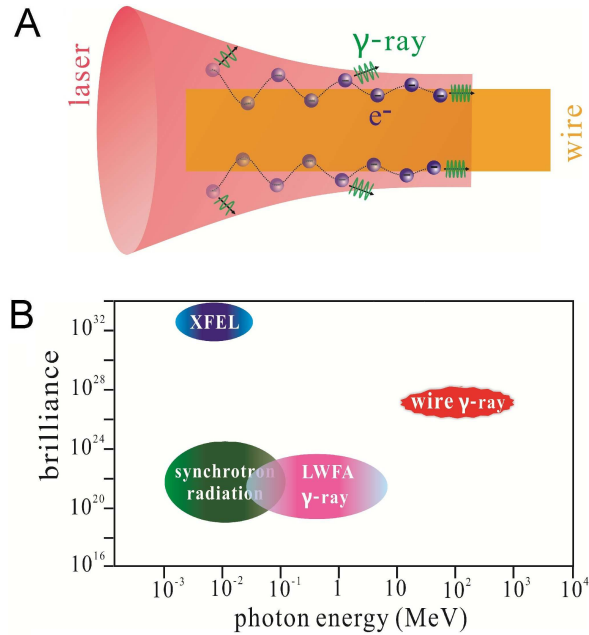 A
laser
γ-ray
e⁻
wire
B
brilliance
10³²
10²⁸
10²⁴
10²⁰
10¹⁶
XFEL
wire γ-ray
synchrotron
radiation
LWFA
γ-ray
10⁻³ 10⁻² 10⁻¹ 1 10 10² 10³ 10⁴
photon energy (MeV)